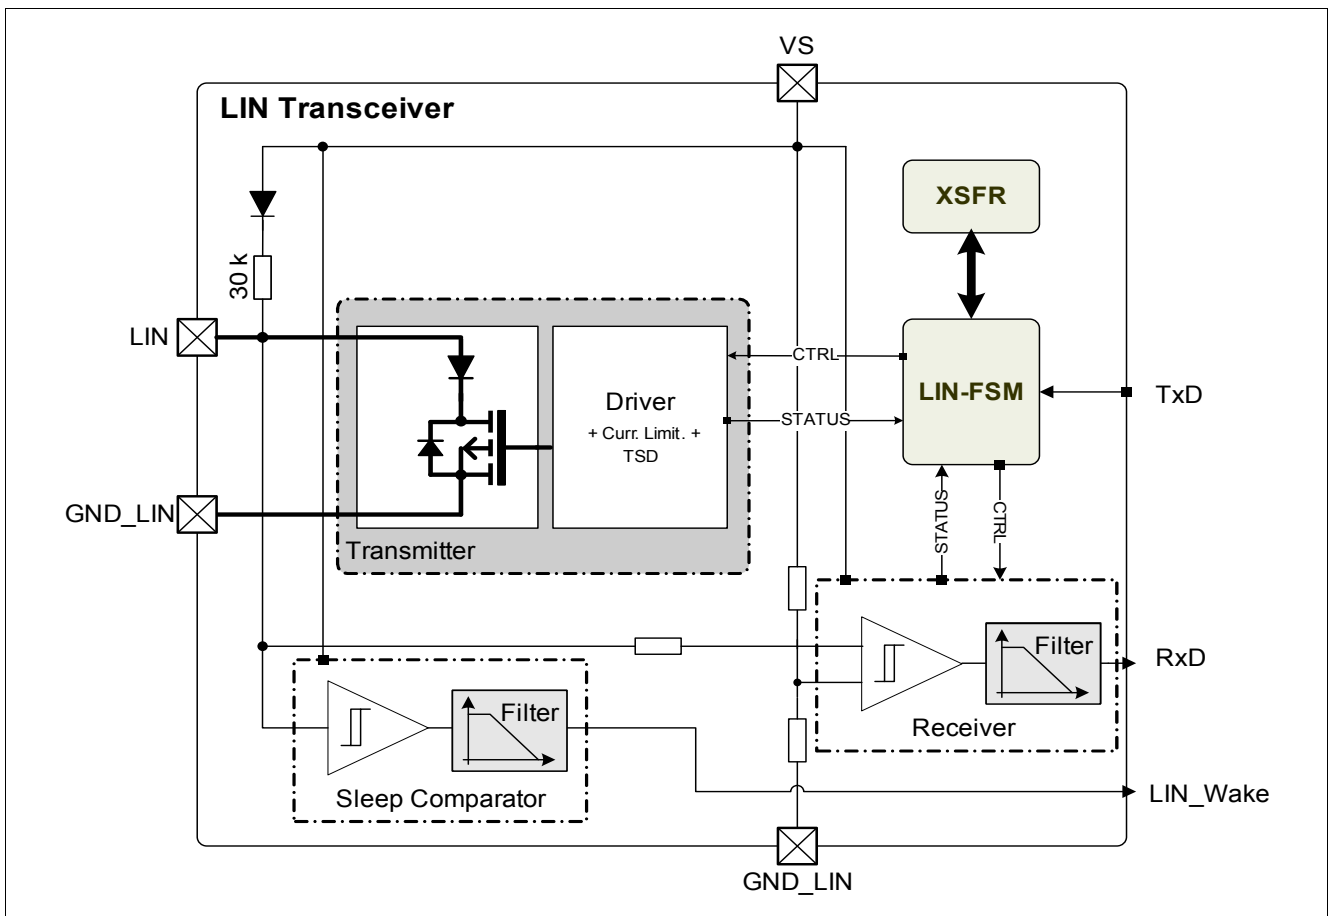 VS
LIN Transceiver
XSFR
30 k
LIN
CTRL
LIN-FSM
TxD
Driver
+ Curr. Limit. +
TSD
STATUS
GND_LIN
STATUS
CTRL
Transmitter
Filter
RxD
Receiver
Filter
Sleep Comparator
LIN_Wake
GND_LIN